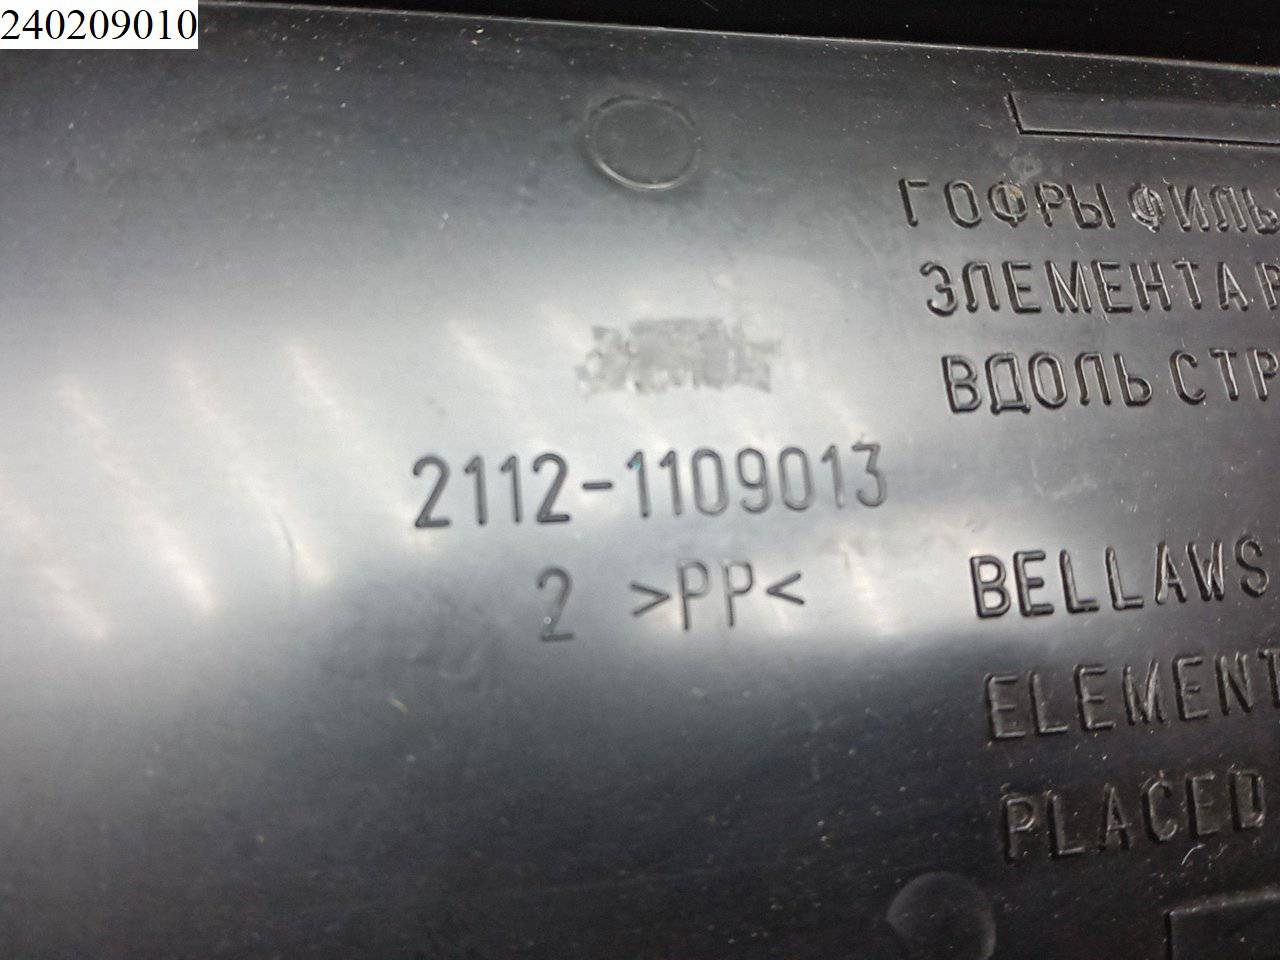 240209010
ГОФРЫ ФИЛЬ
ЭЛЕМЕНТА Р
ВДОЛЬ СТР
2112-1109013
2 >PP<
BELLAWS
ELEMENT
PLACED